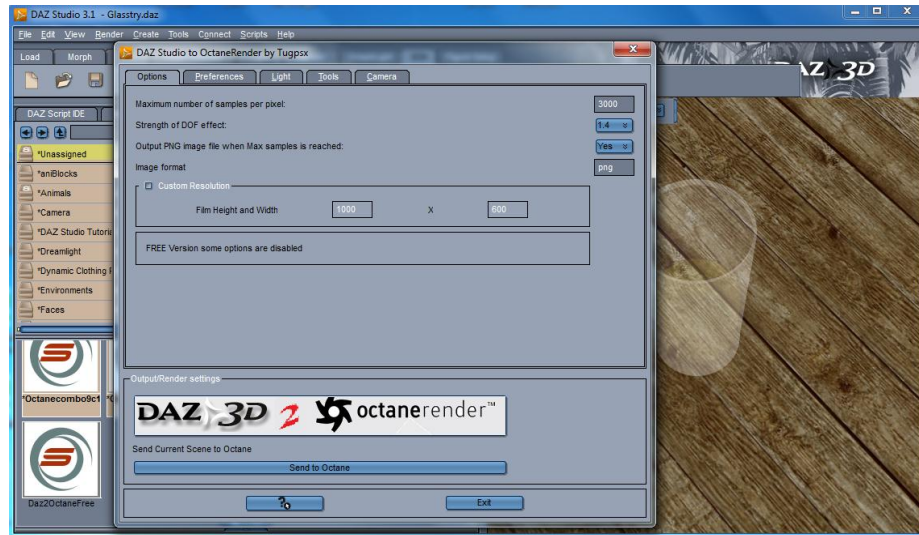 DAZ Studio 3.1 - Glasstry.daz
File Edit View Render Create Tools Connect Scripts Help
Load Morph
DAZ 3D
DAZ Studio to OctaneRender by Tugpsx
Options Preferences Light Tools Camera
Maximum number of samples per pixel: 3000
Strength of DOF effect: 1.4
Output PNG image file when Max samples is reached: Yes
Image format png
Custom Resolution
Film Height and Width 1000 X 600
FREE Version some options are disabled
Output/Render settings
DAZ 3D 2 octanerender™
Send Current Scene to Octane
Send to Octane
Exit
DAZ Script IDE
*Unassigned
*aniBlocks
*Animals
*Camera
*DAZ Studio Tutoria
*Dreamlight
*Dynamic Clothing
*Environments
*Faces
*Octanecombo9c1
Daz2OctaneFree